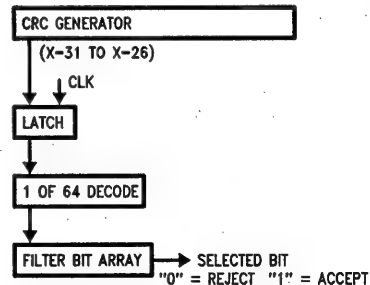 CRC GENERATOR
(X-31 TO X-26)
CLK
LATCH
1 OF 64 DECODE
FILTER BIT ARRAY
SELECTED BIT
"0" = REJECT "1" = ACCEPT